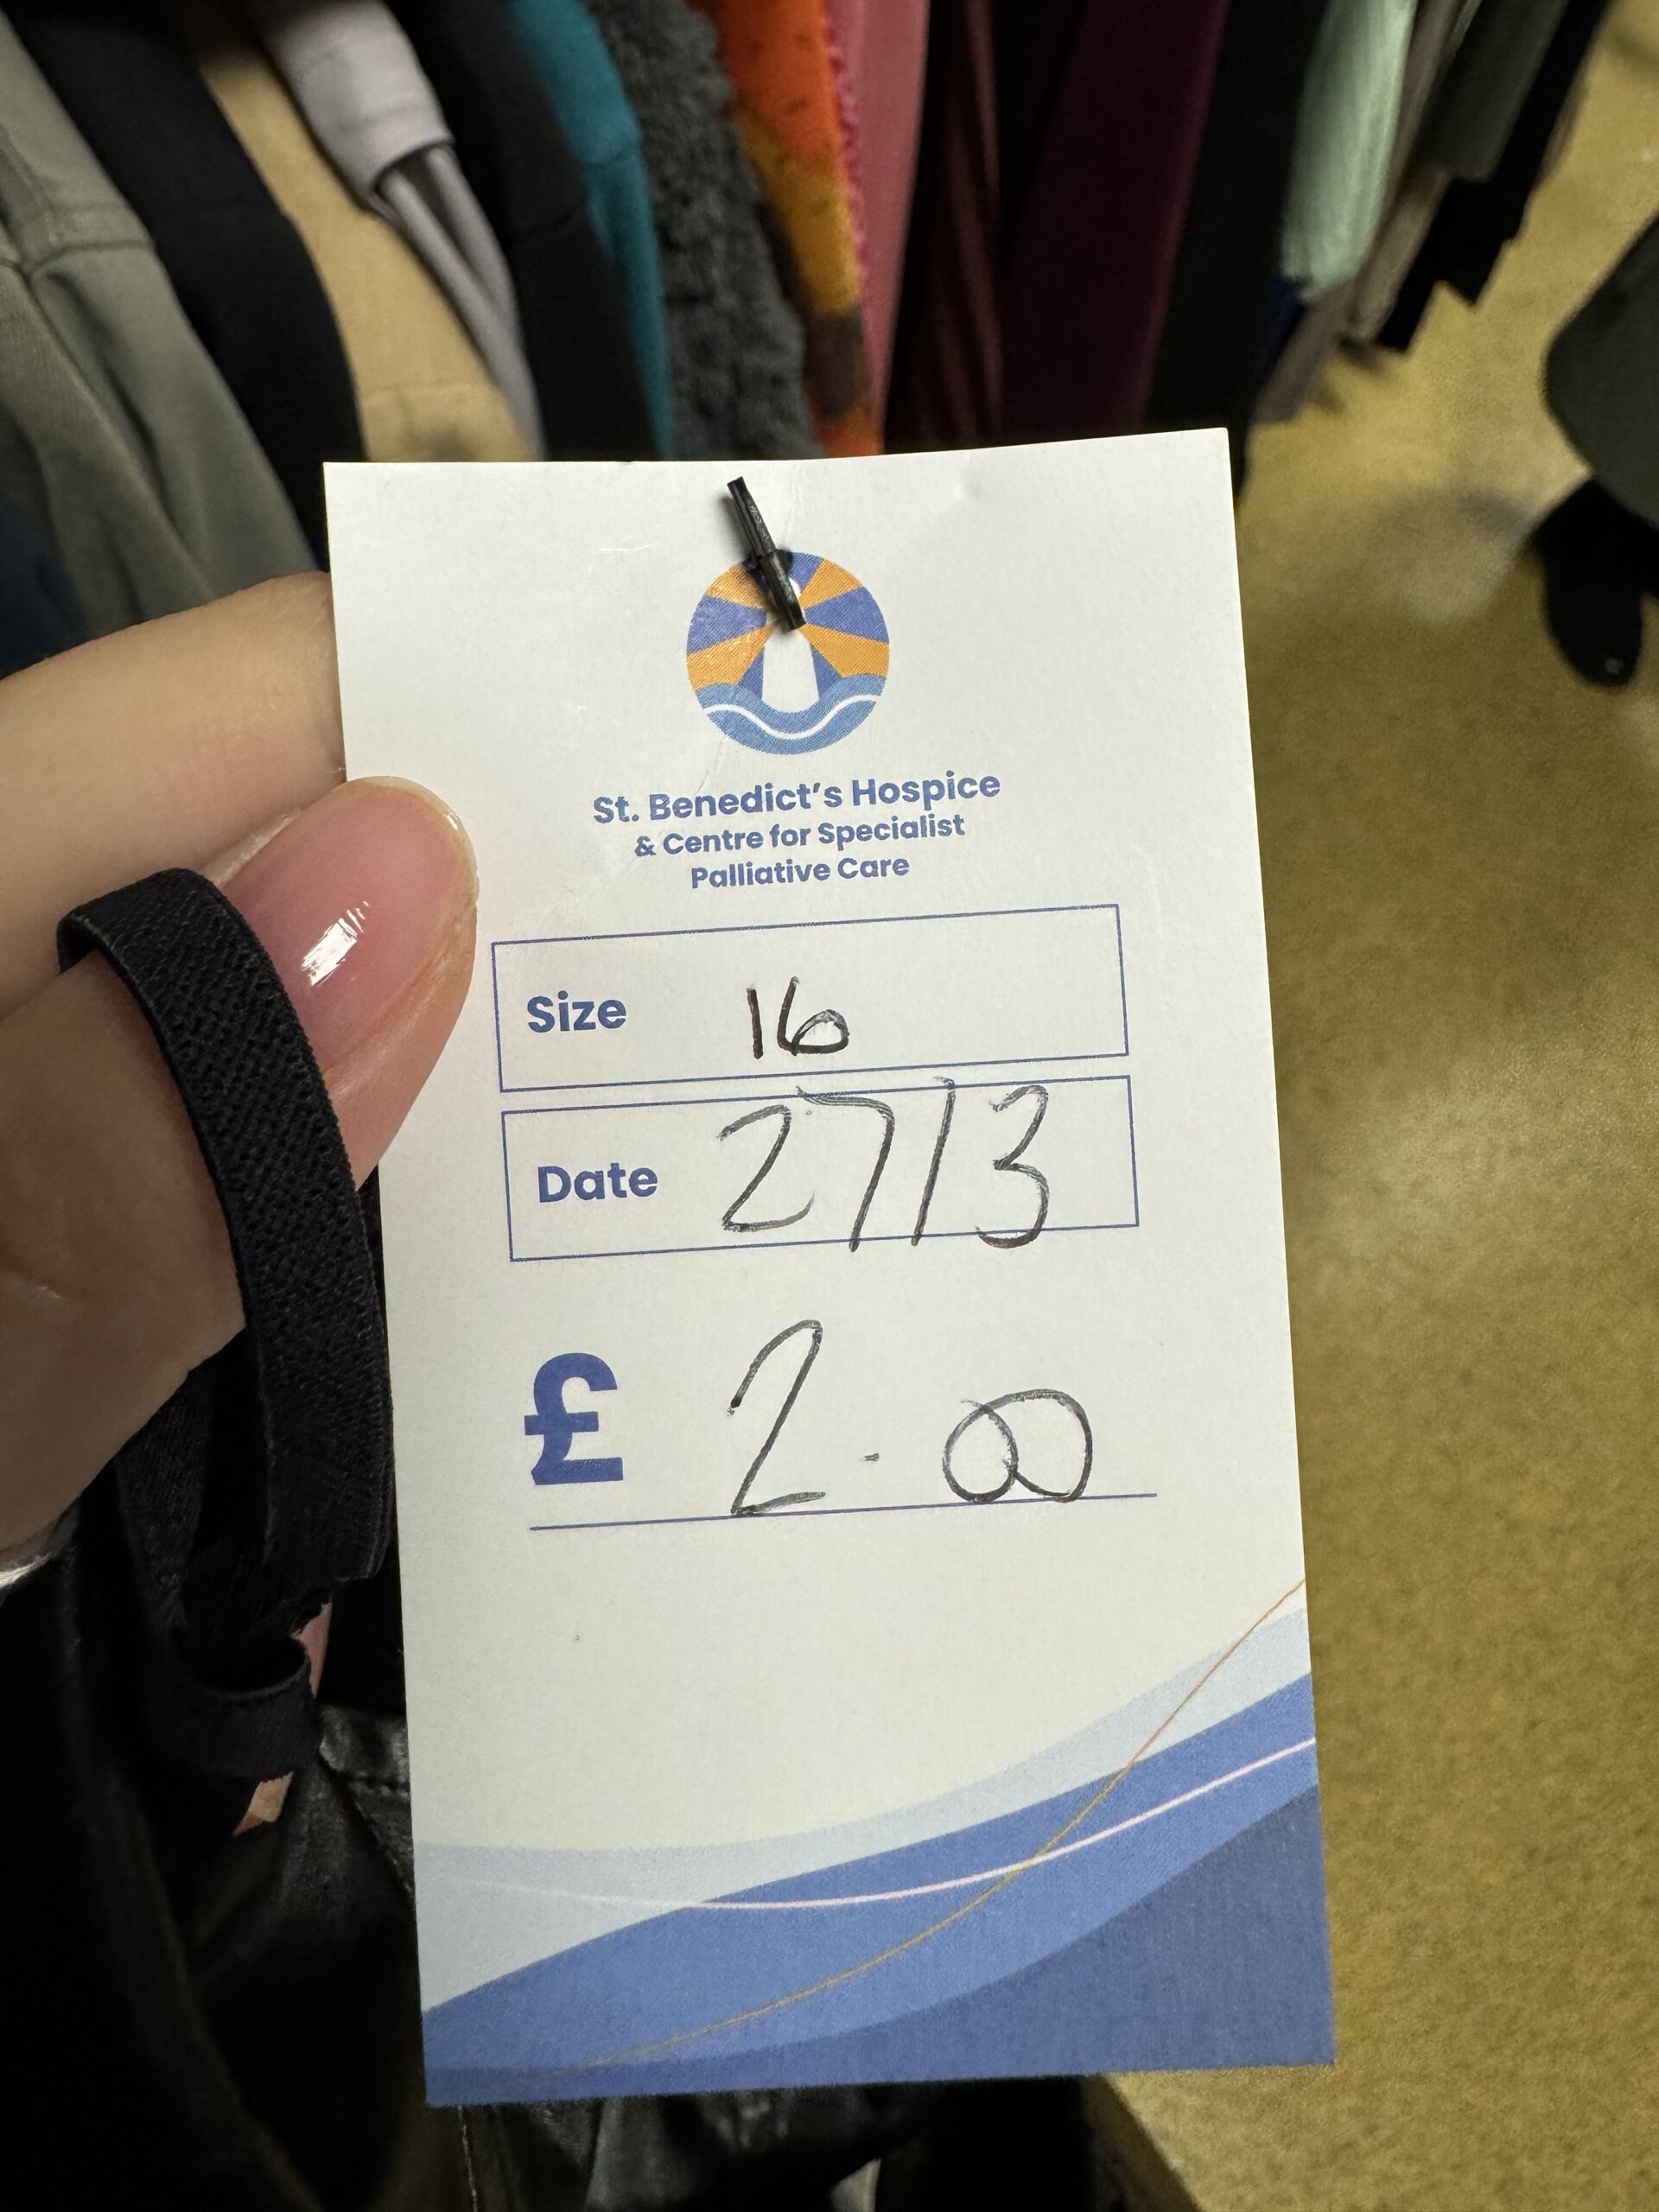 St. Benedict's Hospice
& Centre for Specialist
Palliative Care
Size 16
Date 27/3
£ 2.00